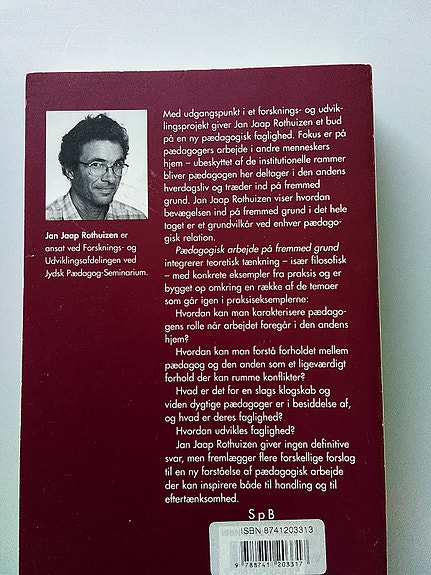 Med udgangspunkt i et forsknings- og udvik-
lingsprojekt giver Jan Jaap Rothuizen et bud
på en ny pædagogisk faglighed. Fokus er på
pædagogers arbejde i andre menneskers
hjem – ubeskyttet af de institutionelle rammer
bliver pædagogen her deltager i den andens
hverdagsliv og træder ind på fremmed
grund. Jan Jaap Rothuizen viser hvordan
bevægelsen ind på fremmed grund i det hele
taget er et grundvilkår ved enhver pædago-
gisk relation.
Pædagogisk arbejde på fremmed grund
integrerer teoretisk tænkning – især filosofisk
– med konkrete eksempler fra praksis og er
bygget op omkring en række af de temaer
som går igen i praksiseksemplerne:
Hvordan kan man karakterisere pædago-
gens rolle når arbejdet foregår i den andens
hjem?
Hvordan kan man forstå forholdet mellem
pædagog og den anden som et ligeværdigt
forhold der kan rumme konflikter?
Hvad er det for en slags klogskab og
viden dygtige pædagoger er i besiddelse af,
og hvad er deres faglighed?
Hvordan udvikles faglighed?
Jan Jaap Rothuizen giver ingen definitive
svar, men fremlægger flere forskellige forslag
til en ny forståelse af pædagogisk arbejde
der kan inspirere både til handling og til
eftertænksomhed.
Jan Jaap Rothuizen er
ansat ved Forsknings- og
Udviklingsafdelingen ved
Jydsk Pædagog-Seminarium.
SpB
ISBN 8741203313
9 788741 203317